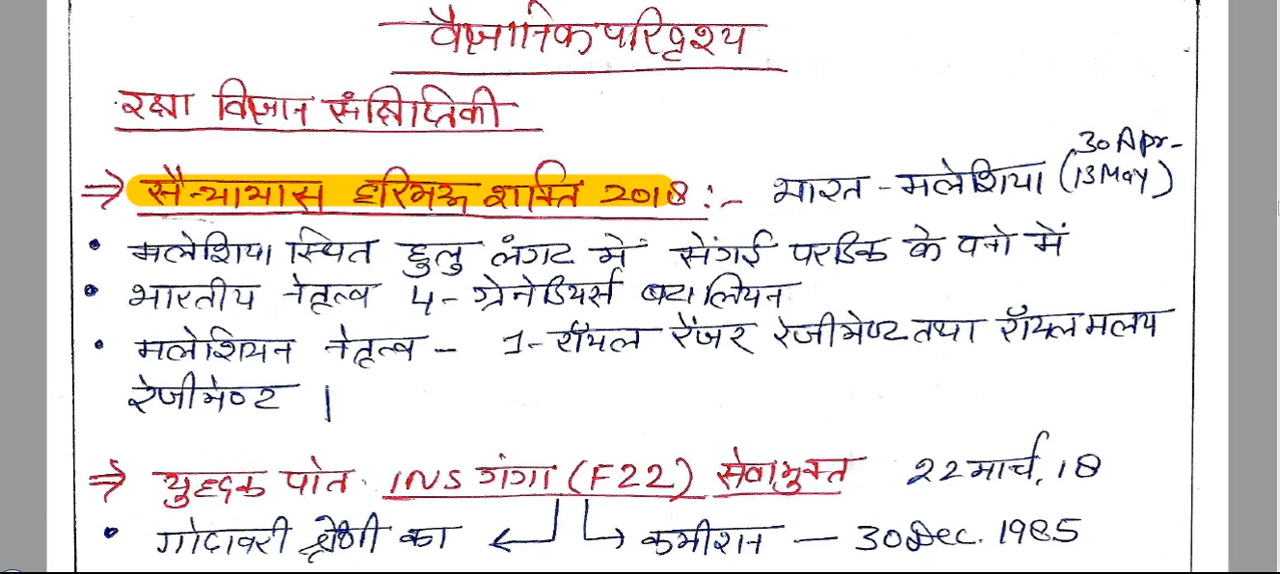 वैज्ञानिक परिदृश्य
रक्षा विज्ञान संक्षिप्तिकी
⇒ सैन्याभ्यास हरिमऊ शक्ति 2018 :- भारत - मलेशिया (30 Apr - 13 May)
• मलेशिया स्थित हुलु लंगट में सेंगई परडिक के वनो में
• भारतीय नेतृत्व 4 - ग्रेनेडियर्स बटालियन
• मलेशियन नेतृत्व - 1 - रॉयल रैंजर रेजीमेण्ट तथा रॉयल मलय
रेजीमेण्ट |
⇒ युद्धक पोत INS गंगा (F22) सेवामुक्त 22 मार्च, 18
• गोदावरी श्रेणी का ↵ ↳ कमीशन — 30 Dec. 1985